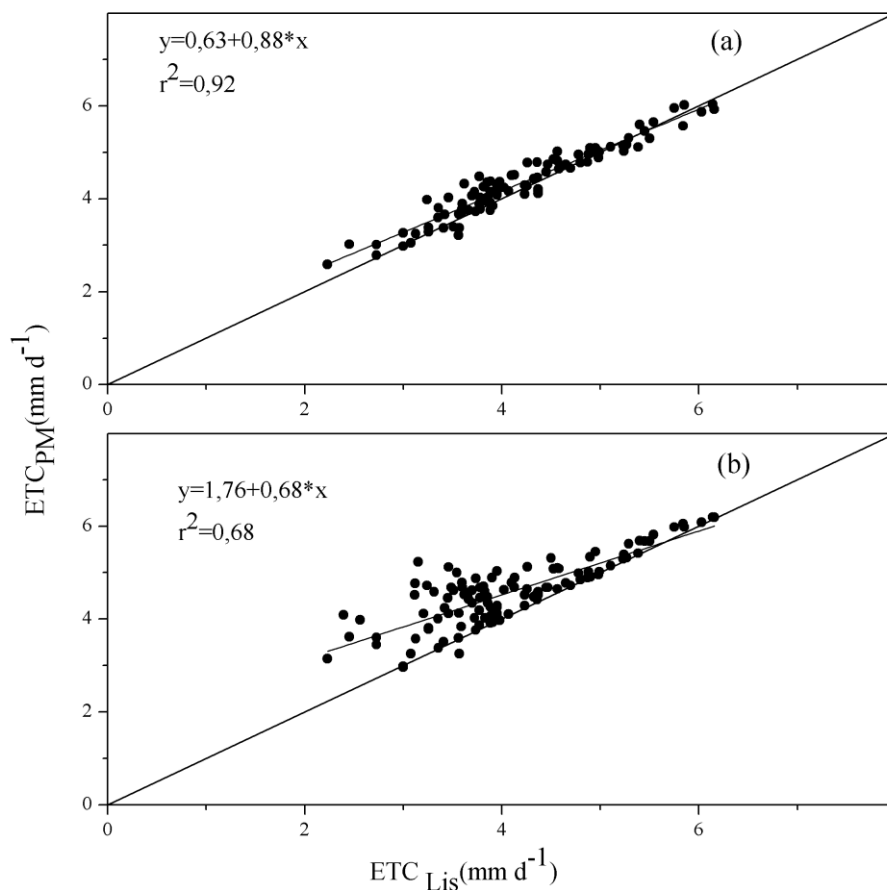 y=0,63+0,88*x
r²=0,92
(a)
6
4
2
0
0
2
4
6
ETC_PM(mm d⁻¹)
y=1,76+0,68*x
r²=0,68
(b)
6
4
2
0
0
2
4
6
ETC Lis(mm d⁻¹)